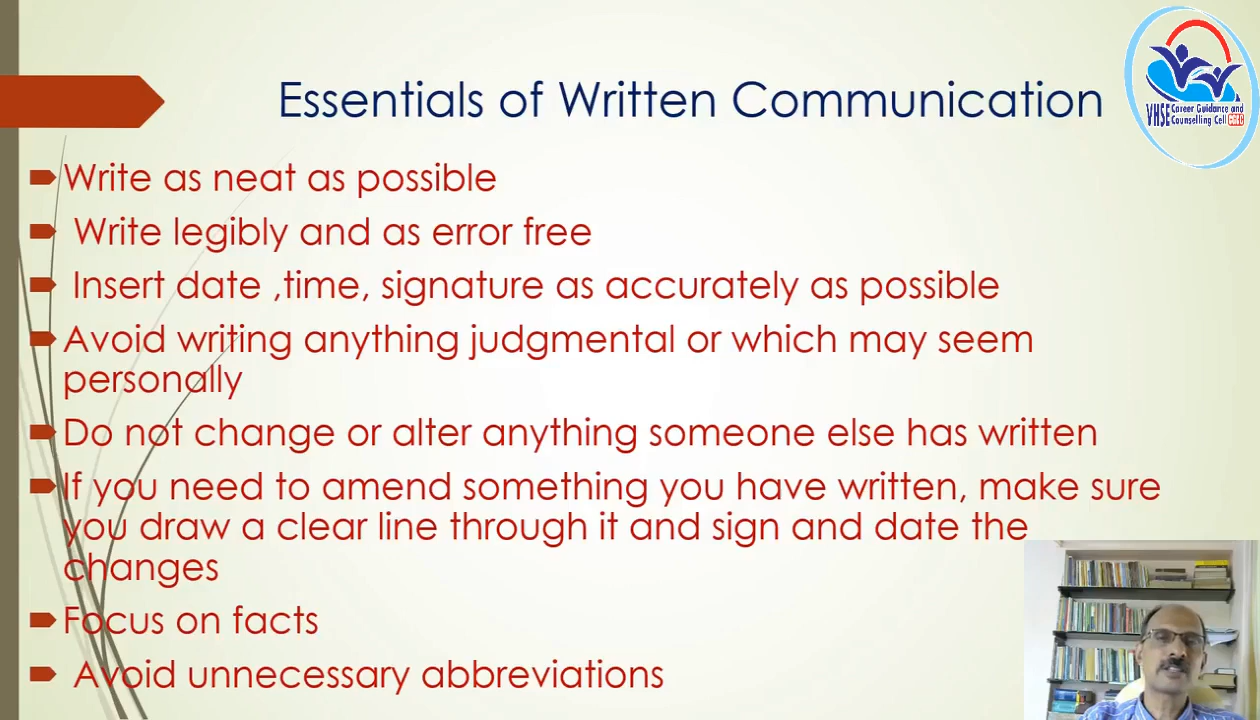 Essentials of Written Communication
VHSE Career Guidance and
Counselling Cell CGCC
Write as neat as possible
Write legibly and as error free
Insert date ,time, signature as accurately as possible
Avoid writing anything judgmental or which may seem
personally
Do not change or alter anything someone else has written
If you need to amend something you have written, make sure
you draw a clear line through it and sign and date the
changes
Focus on facts
Avoid unnecessary abbreviations